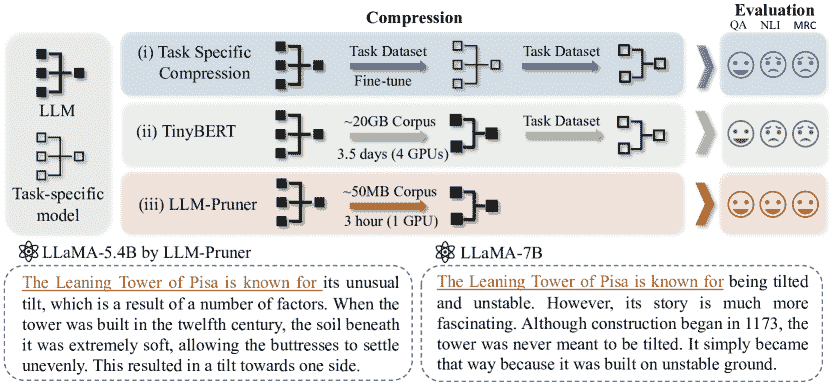 Compression
Evaluation
QA NLI MRC
LLM
Task-specific
model
(i) Task Specific
Compression
Task Dataset
Fine-tune
Task Dataset
(ii) TinyBERT
~20GB Corpus
3.5 days (4 GPUs)
Task Dataset
(iii) LLM-Pruner
~50MB Corpus
3 hour (1 GPU)
LLaMA-5.4B by LLM-Pruner
The Leaning Tower of Pisa is known for its unusual
tilt, which is a result of a number of factors. When the
tower was built in the twelfth century, the soil beneath
it was extremely soft, allowing the buttresses to settle
unevenly. This resulted in a tilt towards one side.
LLaMA-7B
The Leaning Tower of Pisa is known for being tilted
and unstable. However, its story is much more
fascinating. Although construction began in 1173, the
tower was never meant to be tilted. It simply became
that way because it was built on unstable ground.